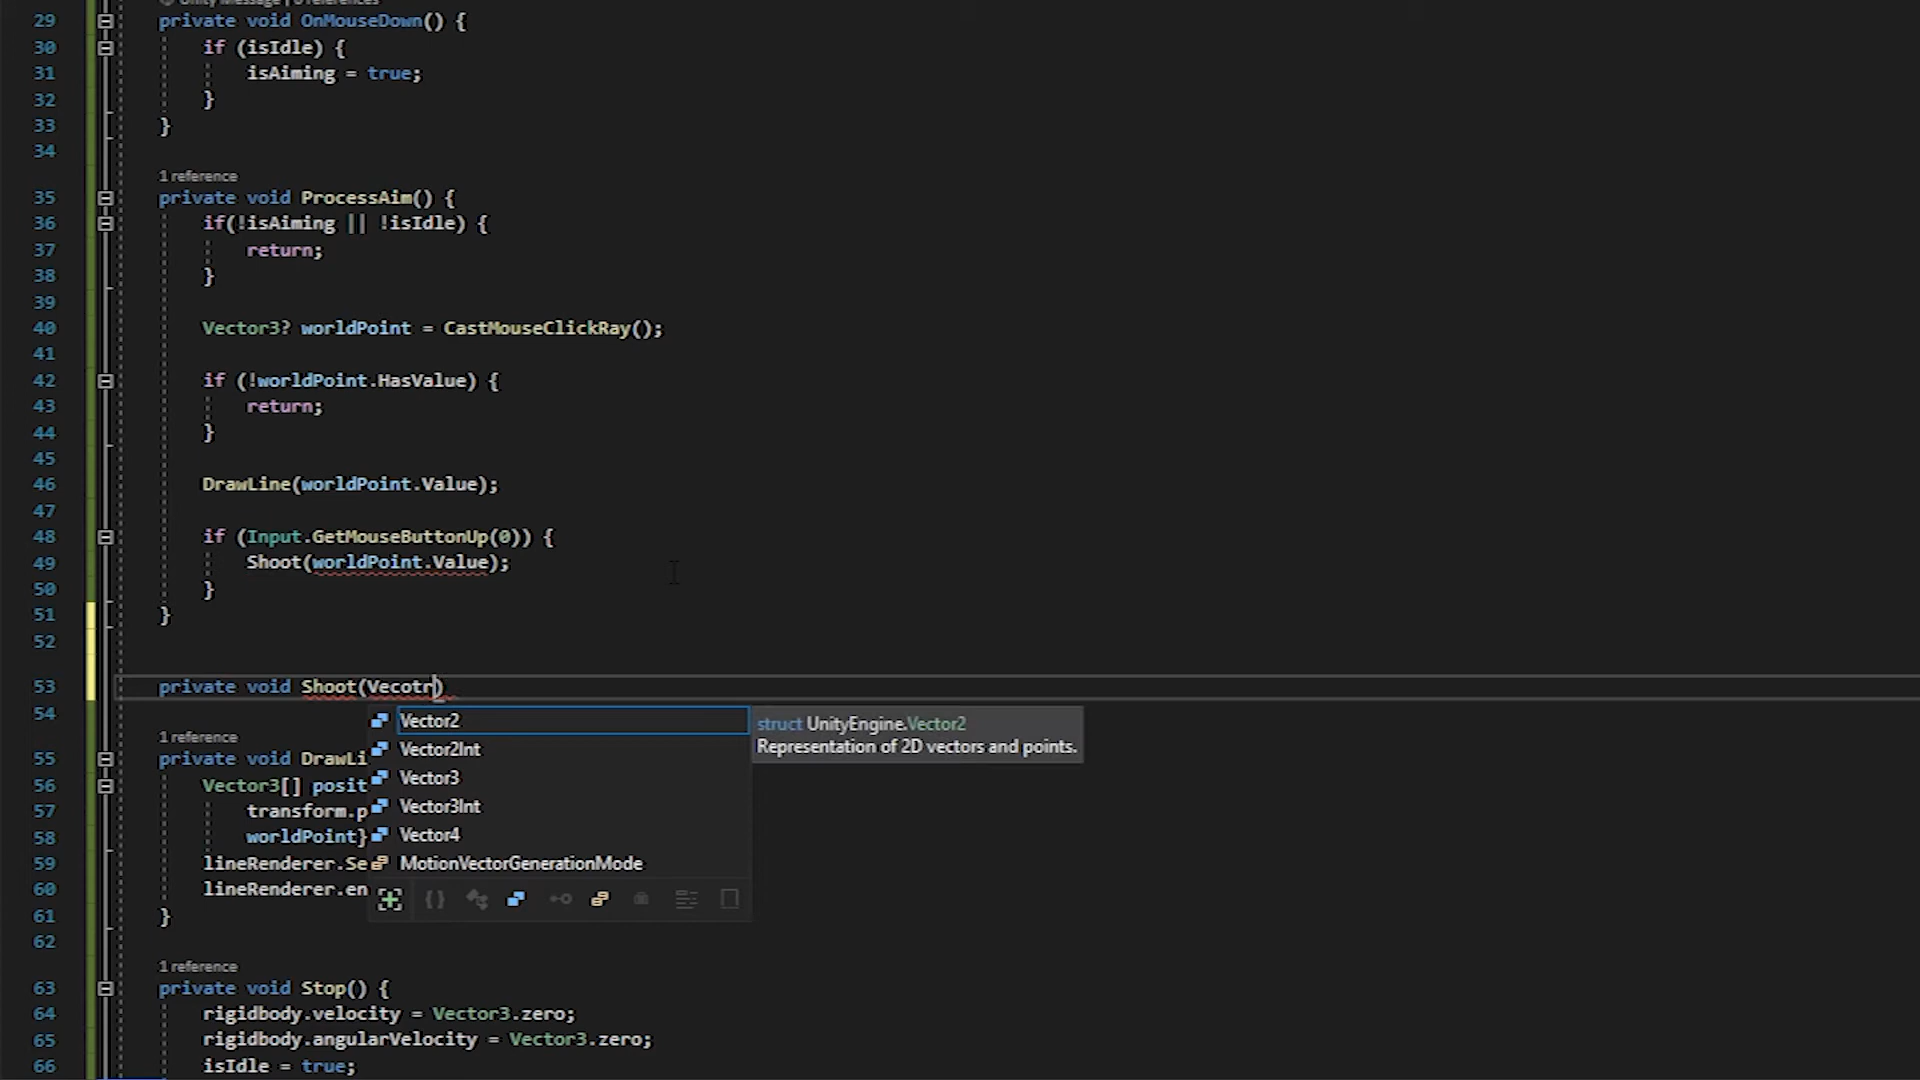 Unity Message | 0 references
29 private void OnMouseDown() {
30 if (isIdle) {
31 isAiming = true;
32 }
33 }
34
1 reference
35 private void ProcessAim() {
36 if(!isAiming || !isIdle) {
37 return;
38 }
39
40 Vector3? worldPoint = CastMouseClickRay();
41
42 if (!worldPoint.HasValue) {
43 return;
44 }
45
46 DrawLine(worldPoint.Value);
47
48 if (Input.GetMouseButtonUp(0)) {
49 Shoot(worldPoint.Value);
50 }
51 }
52
53 private void Shoot(Vecotr)
54
Vector2
struct UnityEngine.Vector2
Representation of 2D vectors and points.
Vector2Int
Vector3
Vector3Int
Vector4
MotionVectorGenerationMode
1 reference
55 private void DrawLi
56 Vector3[] posit
57 transform.p
58 worldPoint}
59 lineRenderer.Se
60 lineRenderer.en
61 }
62
1 reference
63 private void Stop() {
64 rigidbody.velocity = Vector3.zero;
65 rigidbody.angularVelocity = Vector3.zero;
66 isIdle = true;